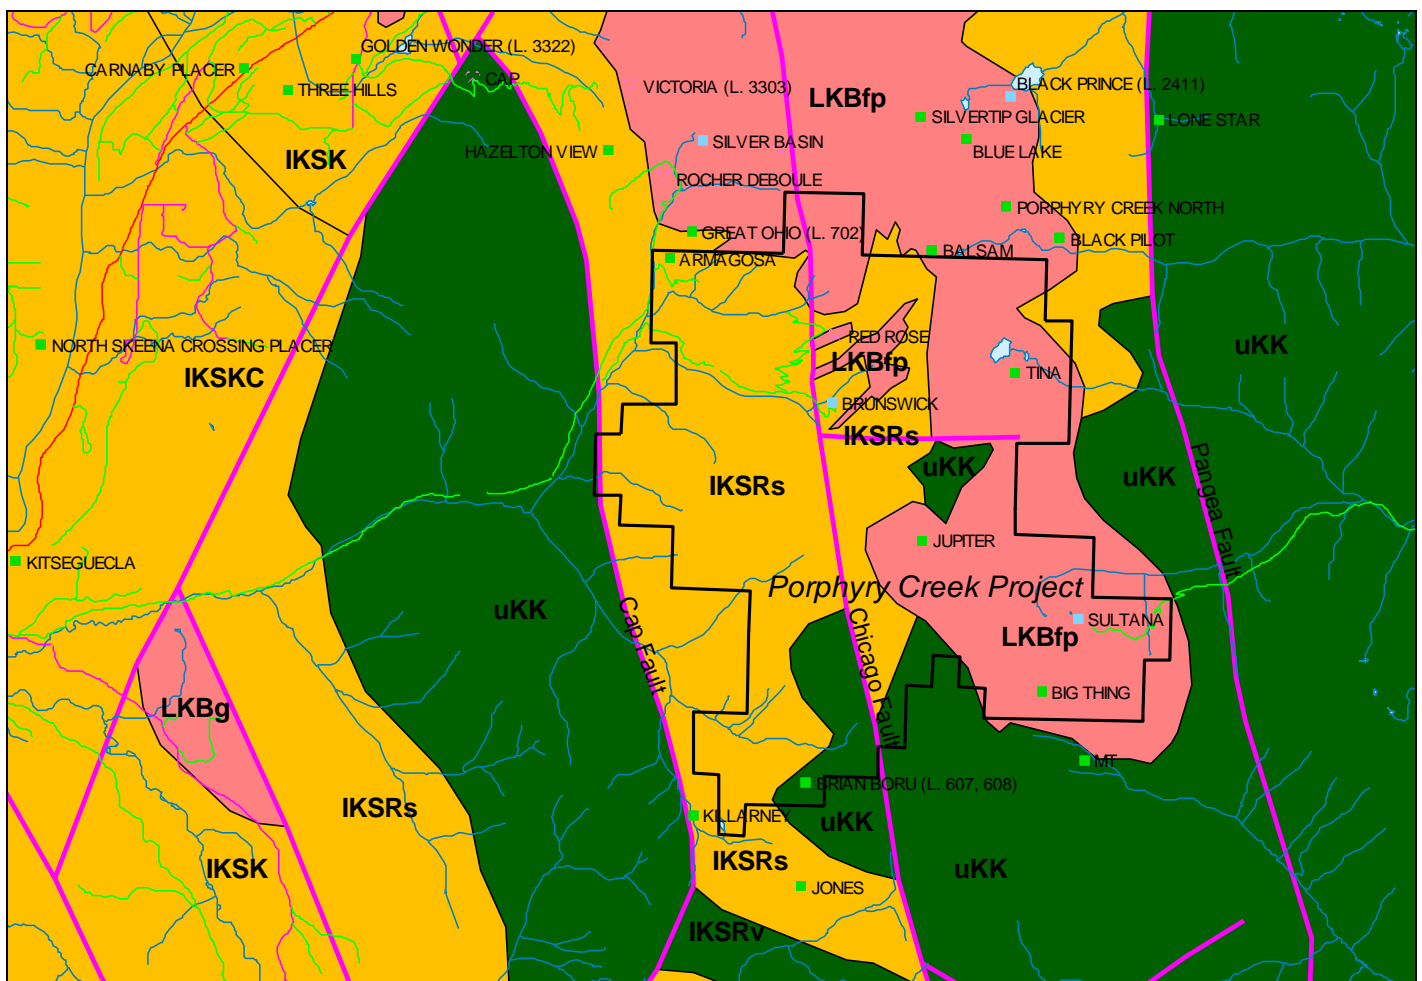 GOLDEN WONDER (L. 3322)
CARNABY PLACER
CAP
THREE HILLS
VICTORIA (L. 3303)
LKBfp
BLACK PRINCE (L. 2411)
SILVERTIP GLACIER
LONE STAR
SILVER BASIN
HAZELTON VIEW
BLUE LAKE
IKSK
ROCHER DEBOULE
PORPHYRY CREEK NORTH
GREAT OHIO (L. 702)
BLACK PILOT
BALSAM
ARMAGOSA
NORTH SKEENA CROSSING PLACER
RED ROSE
uKK
LKBfp
TINA
IKSKC
BRUNSWICK
IKSRs
uKK
uKK
Pangea Fault
IKSRs
JUPITER
KITSEGUECLA
Porphyry Creek Project
uKK
Cap Fault
Chicago Fault
SULTANA
LKBfp
BIG THING
LKBg
MT
BRIAN BORU (L. 607, 608)
IKSRs
KILLARNEY
uKK
IKSRs
IKSK
uKK
JONES
IKSRv